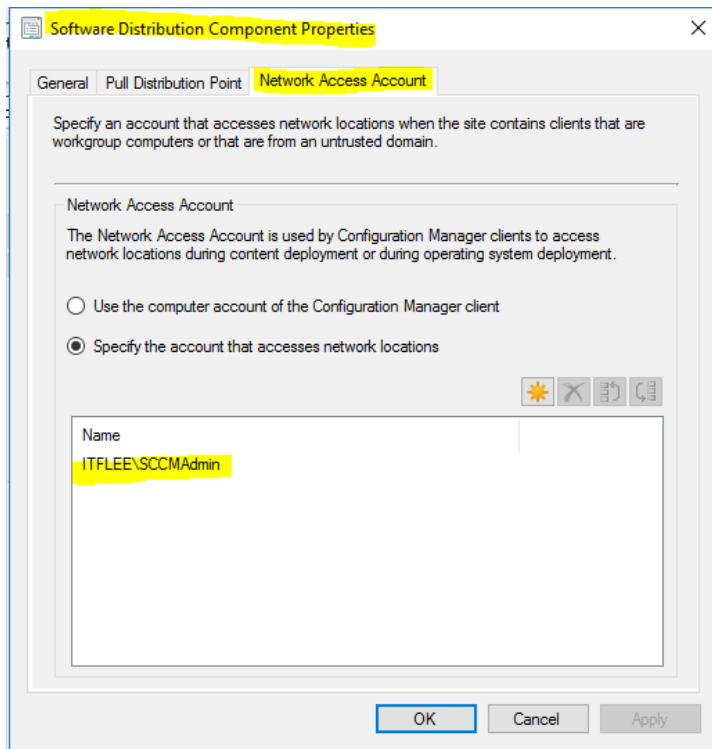 Software Distribution Component Properties
General
Pull Distribution Point
Network Access Account
Specify an account that accesses network locations when the site contains clients that are
workgroup computers or that are from an untrusted domain.
Network Access Account
The Network Access Account is used by Configuration Manager clients to access
network locations during content deployment or during operating system deployment.
Use the computer account of the Configuration Manager client
Specify the account that accesses network locations
Name
ITFLEE\SCCMAdmin
OK
Cancel
Apply